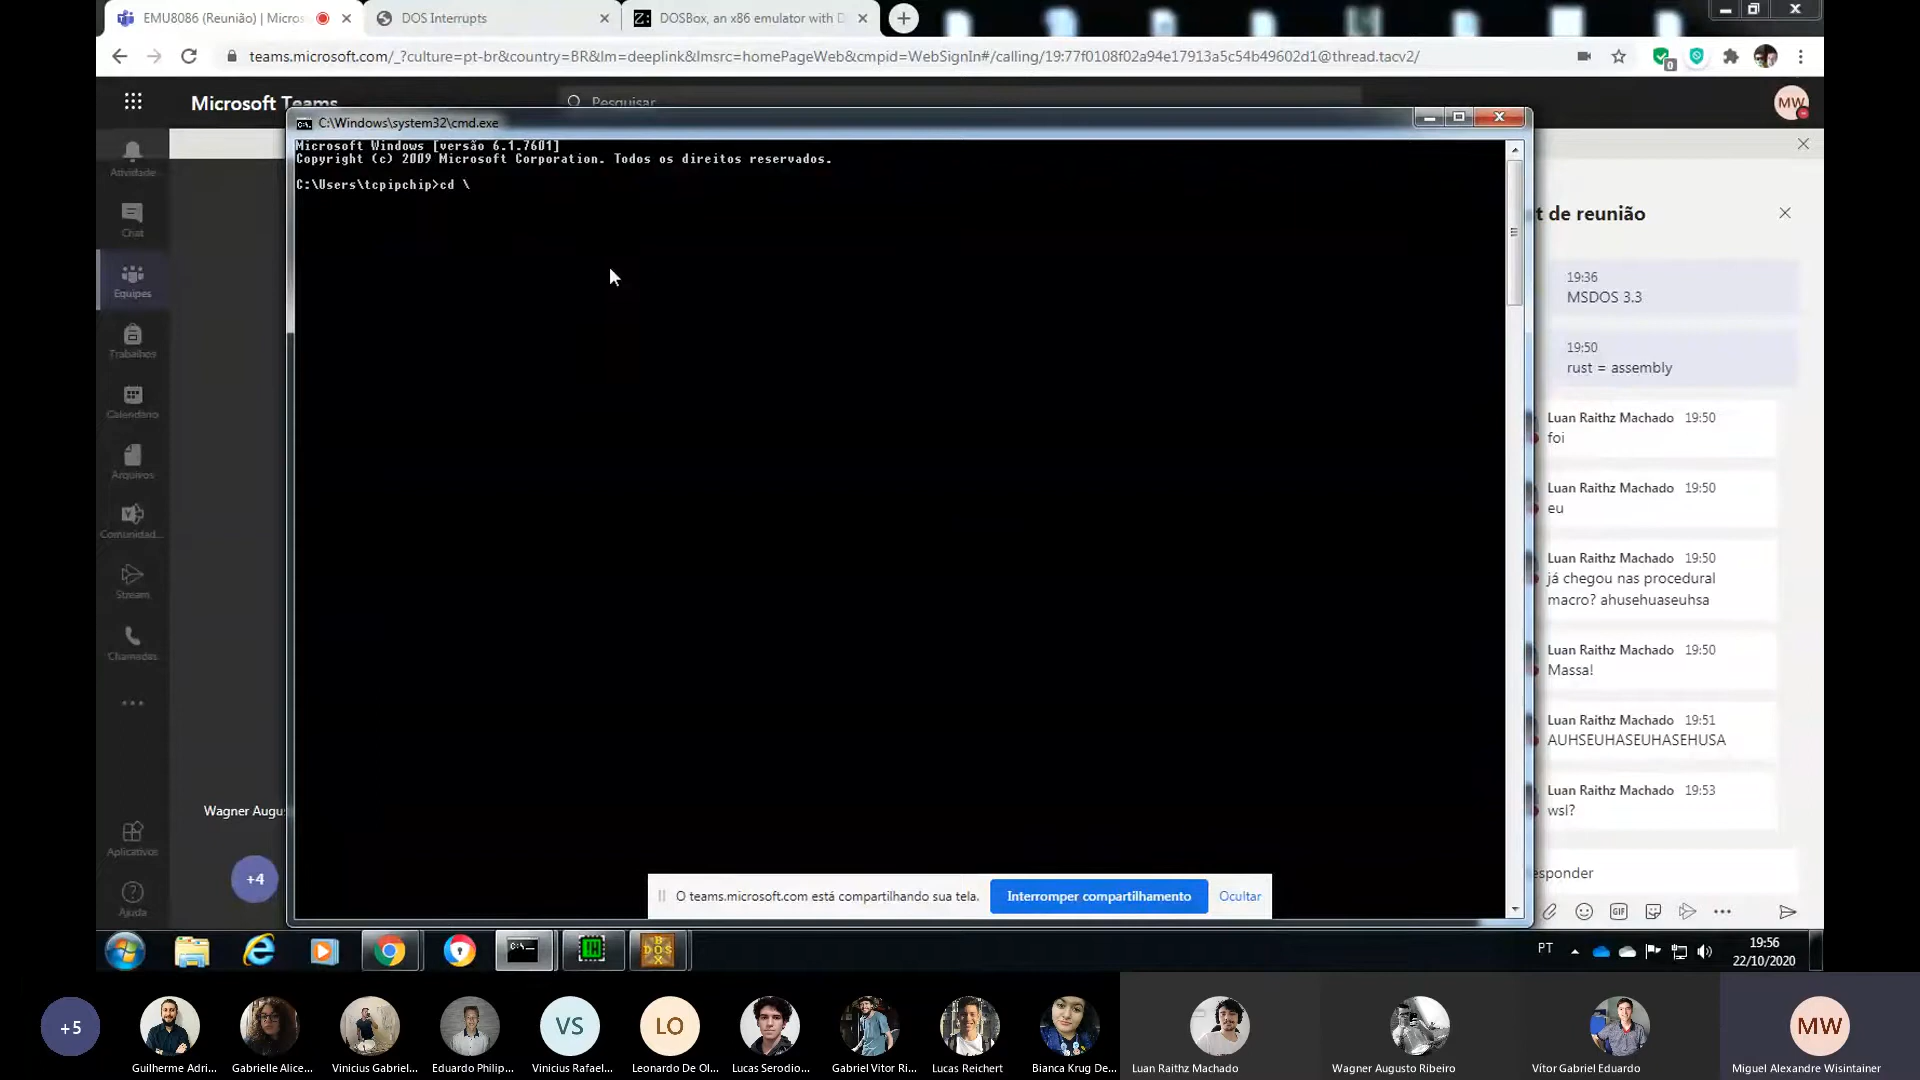 EMU8086 (Reunião) | Micros
DOS Interrupts
Z:
DOSBox, an x86 emulator with D
teams.microsoft.com/_?culture=pt-br&country=BR&lm=deeplink&lmsrc=homePageWeb&cmpid=WebSignIn#/calling/19:77f0108f02a94e17913a5c54b49602d1@thread.tacv2/
0
Microsoft Teams
Pesquisar
MW
C:\Windows\system32\cmd.exe
Microsoft Windows [versão 6.1.7601]
Copyright (c) 2009 Microsoft Corporation. Todos os direitos reservados.
C:\Users\tcpipchip>cd \
Atividade
Chat
Equipes
Trabalhos
Calendário
Arquivos
Comunidad...
Stream
Chamadas
Aplicativos
Ajuda
Wagner Augu
+4
t de reunião
19:36
MSDOS 3.3
19:50
rust = assembly
Luan Raithz Machado 19:50
foi
Luan Raithz Machado 19:50
eu
Luan Raithz Machado 19:50
já chegou nas procedural
macro? ahusehuaseuhsa
Luan Raithz Machado 19:50
Massa!
Luan Raithz Machado 19:51
AUHSEUHASEUHASEHUSA
Luan Raithz Machado 19:53
wsl?
esponder
GIF
O teams.microsoft.com está compartilhando sua tela.
Interromper compartilhamento
Ocultar
C:\_
DOS
BOX
PT
19:56
22/10/2020
+5
VS
LO
MW
Guilherme Adri...
Gabrielle Alice...
Vinicius Gabriel...
Eduardo Philip...
Vinicius Rafael...
Leonardo De Ol...
Lucas Serodio...
Gabriel Vitor Ri...
Lucas Reichert
Bianca Krug De...
Luan Raithz Machado
Wagner Augusto Ribeiro
Vítor Gabriel Eduardo
Miguel Alexandre Wisintainer